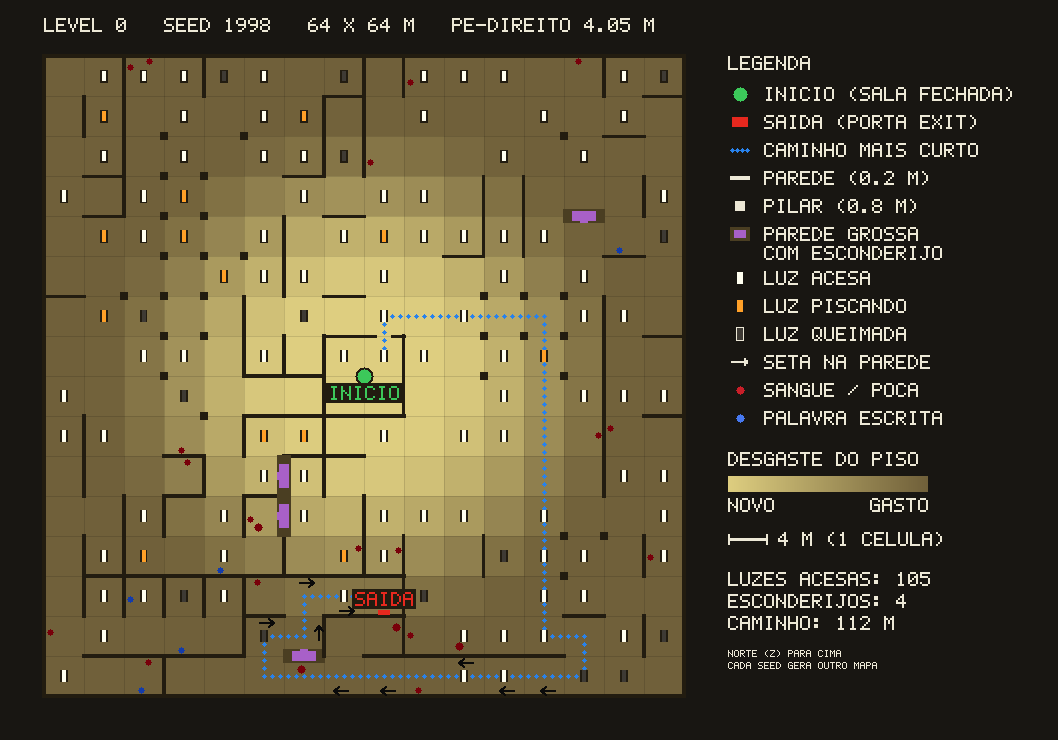 LEVEL 0   SEED 1998   64 X 64 M   PE-DIREITO 4.05 M
LEGENDA
INICIO (SALA FECHADA)
SAIDA (PORTA EXIT)
CAMINHO MAIS CURTO
PAREDE (0.2 M)
PILAR (0.8 M)
PAREDE GROSSA
COM ESCONDERIJO
LUZ ACESA
LUZ PISCANDO
LUZ QUEIMADA
SETA NA PAREDE
SANGUE / POCA
PALAVRA ESCRITA
DESGASTE DO PISO
NOVO   GASTO
4 M (1 CELULA)
LUZES ACESAS: 105
ESCONDERIJOS: 4
CAMINHO: 112 M
NORTE (Z) PARA CIMA
CADA SEED GERA OUTRO MAPA
INICIO
SAIDA